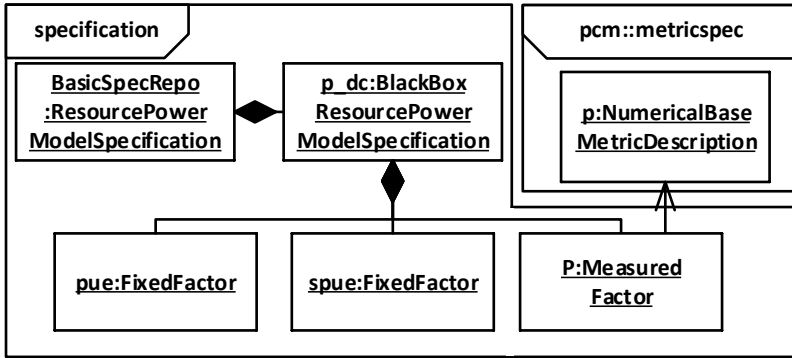 specification
pcm::metricspec
BasicSpecRepo
:ResourcePower
ModelSpecification
p_dc:BlackBox
ResourcePower
ModelSpecification
p:NumericalBase
MetricDescription
pue:FixedFactor
spue:FixedFactor
P:Measured
Factor